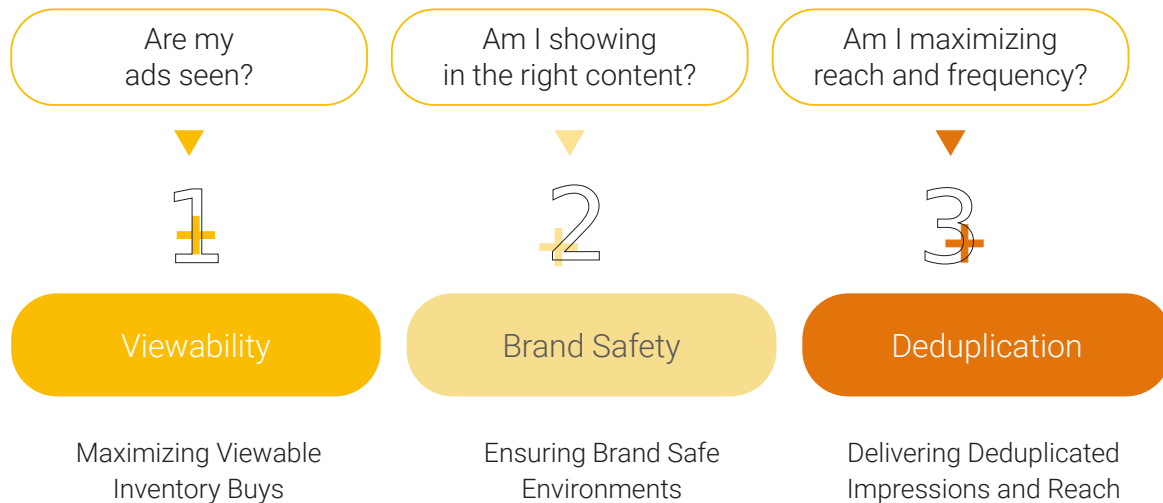 Are my
ads seen?
Am I showing
in the right content?
Am I maximizing
reach and frequency?
1
2
3
Viewability
Brand Safety
Deduplication
Maximizing Viewable
Inventory Buys
Ensuring Brand Safe
Environments
Delivering Deduplicated
Impressions and Reach